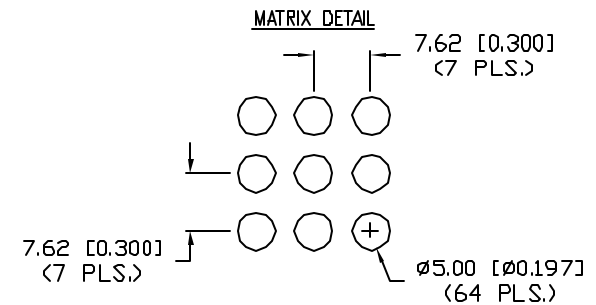 MATRIX DETAIL
7.62 [0.300]
(7 PLS.)
7.62 [0.300]
(7 PLS.)
Ø5.00 [Ø0.197]
(64 PLS.)